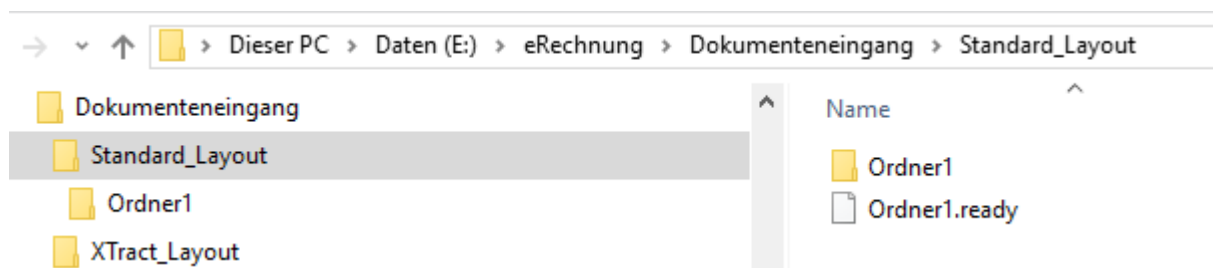 Dieser PC > Daten (E:) > eRechnung > Dokumenteneingang > Standard_Layout
Dokumenteneingang
Standard_Layout
Ordner1
XTract_Layout
Name
Ordner1
Ordner1.ready